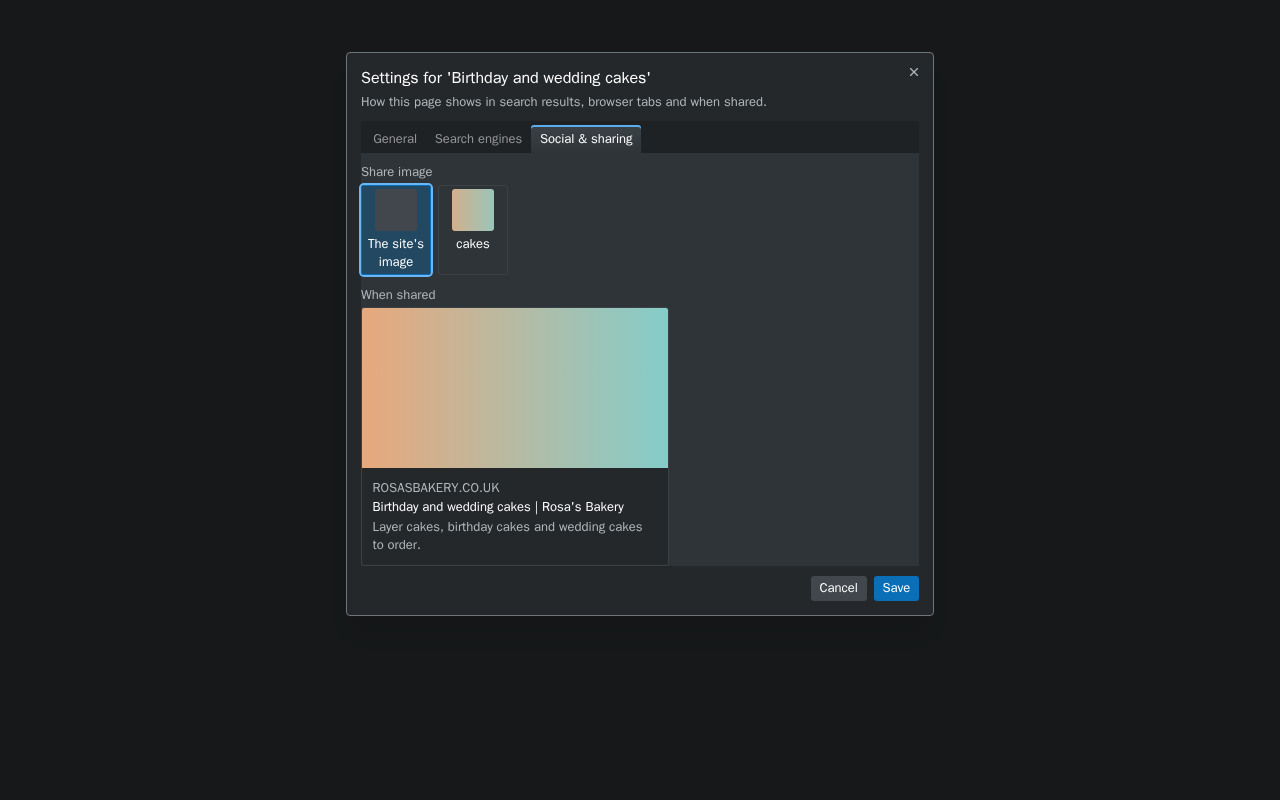 Settings for 'Birthday and wedding cakes'
How this page shows in search results, browser tabs and when shared.
General Search engines Social & sharing
Share image
The site's
image
cakes
When shared
ROSASBAKERY.CO.UK
Birthday and wedding cakes | Rosa's Bakery
Layer cakes, birthday cakes and wedding cakes
to order.
Cancel Save